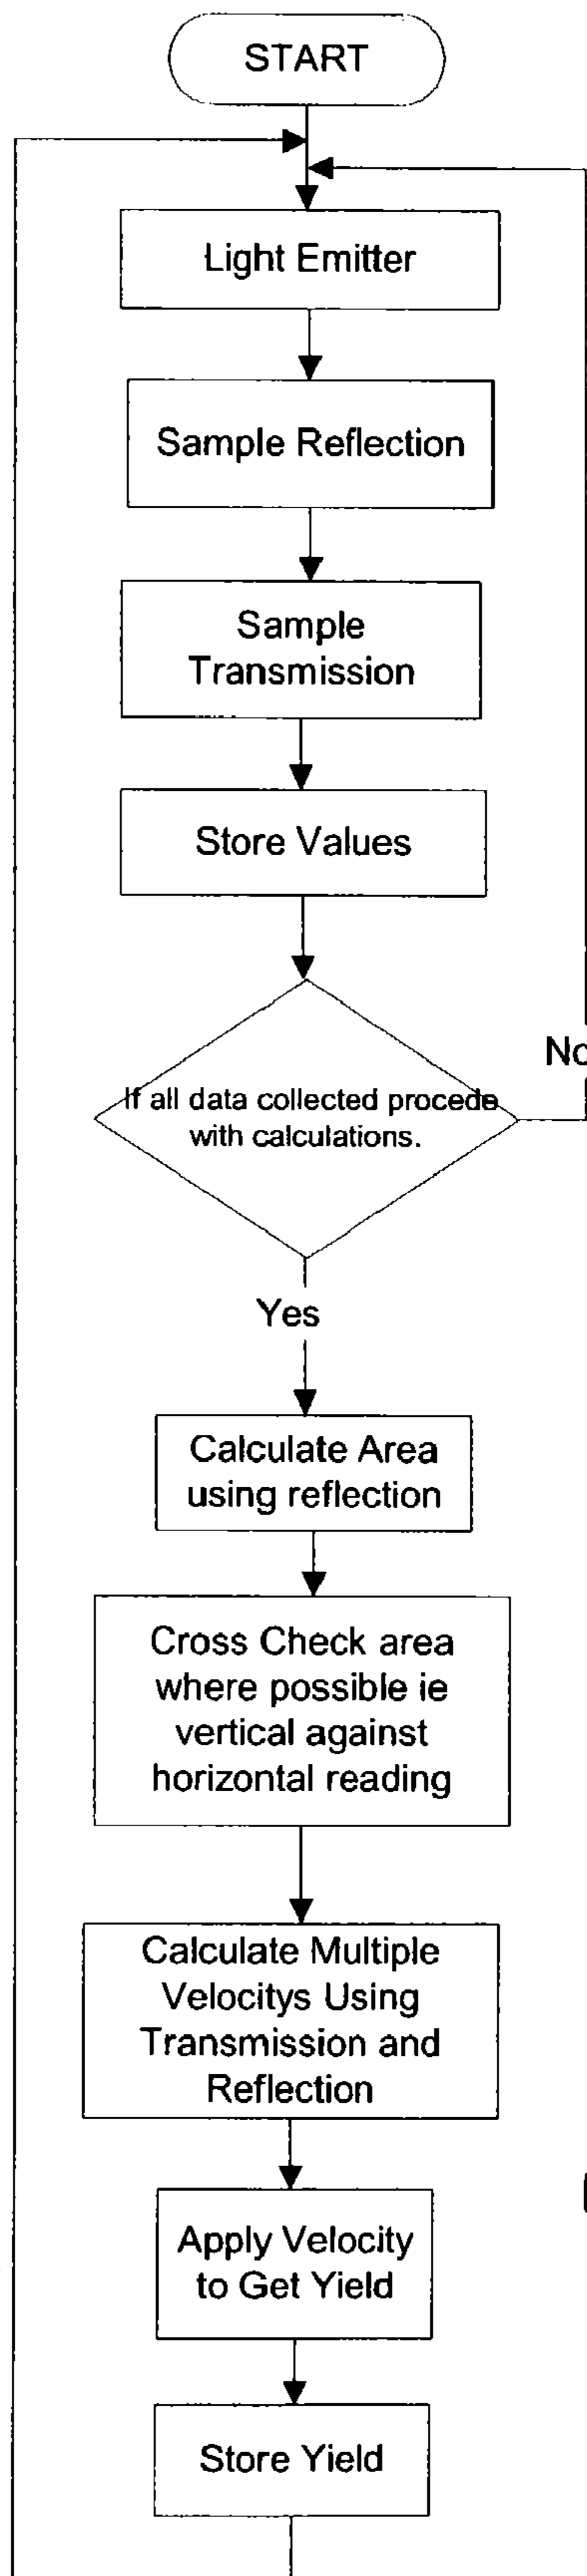 START
Light Emitter
Sample Reflection
Sample
Transmission
Store Values
If all data collected procede
with calculations.
No
Yes
Calculate Area
using reflection
Cross Check area
where possible ie
vertical against
horizontal reading
Calculate Multiple
Velocitys Using
Transmission and
Reflection
Apply Velocity
to Get Yield
Store Yield